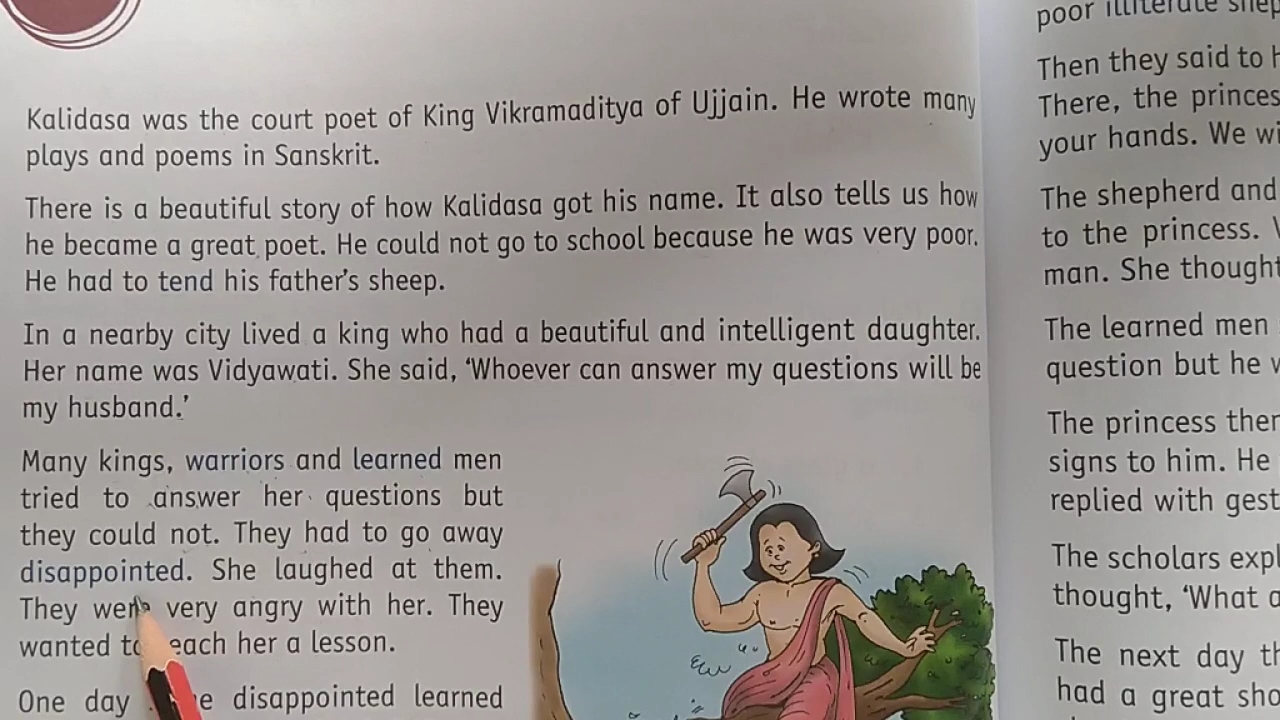 Kalidasa was the court poet of King Vikramaditya of Ujjain. He wrote many
plays and poems in Sanskrit.
There is a beautiful story of how Kalidasa got his name. It also tells us how
he became a great poet. He could not go to school because he was very poor.
He had to tend his father's sheep.
In a nearby city lived a king who had a beautiful and intelligent daughter.
Her name was Vidyawati. She said, 'Whoever can answer my questions will be
my husband.'
Many kings, warriors and learned men
tried to answer her questions but
they could not. They had to go away
disappointed. She laughed at them.
They were very angry with her. They
wanted to teach her a lesson.
One day disappointed learned
poor illiterate
Then they said to
There, the
your hands. We
The shepherd and
to the princess.
man. She thought
The learned men
question but he
The princess
signs to him. He
replied with
The scholars
thought, 'What
The next day
had a great